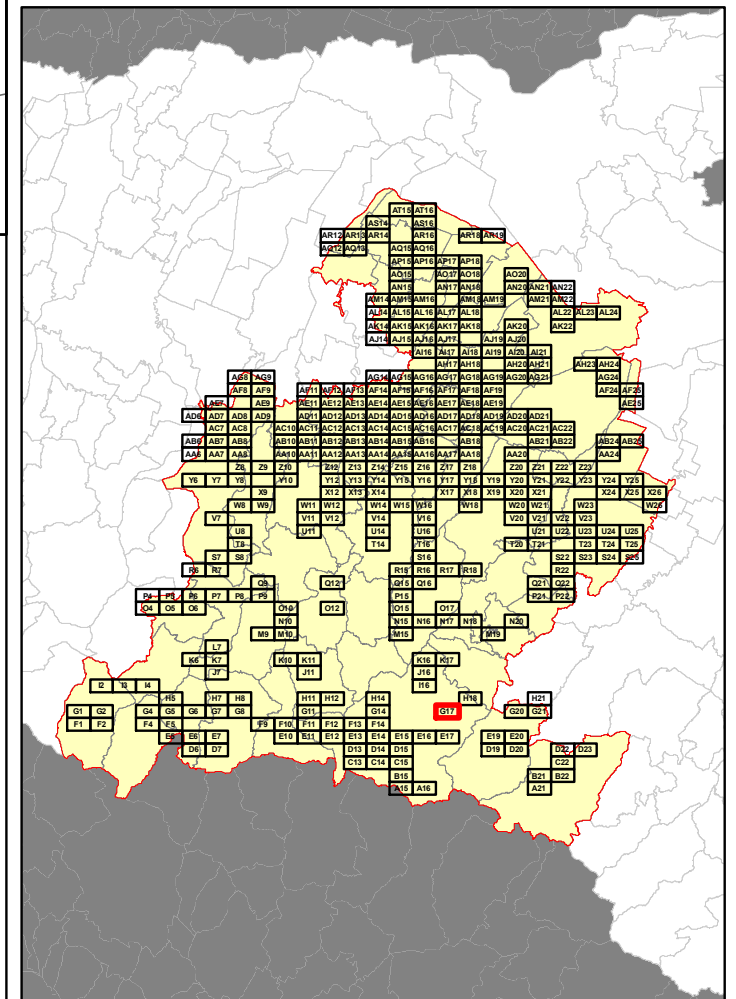 AT15 AT16
AS14 AS16
AR12 AR13 AR14 AR16 AR18 AR19
AQ12 AQ13 AQ15 AQ16
AP15 AP16 AP17 AP18
AO15 AO17 AO18 AO20
AN15 AN17 AN18 AN20 AN21 AN22
AM14 AM15 AM16 AM18 AM19 AM21 AM22
AL14 AL15 AL16 AL17 AL18 AL22 AL23 AL24
AK14 AK15 AK16 AK17 AK18 AK20 AK22
AJ14 AJ15 AJ16 AJ17 AJ19 AJ20
AI16 AI17 AI18 AI19 AI20 AI21
AH17 AH18 AH20 AH21 AH23 AH24
AG8 AG9 AG14 AG15 AG16 AG17 AG18 AG19 AG20 AG21 AG24
AF8 AF9 AF11 AF12 AF13 AF14 AF15 AF16 AF17 AF18 AF19 AF24 AF25
AE7 AE9 AE11 AE12 AE13 AE14 AE15 AE16 AE17 AE18 AE19 AE25
AD6 AD7 AD8 AD9 AD11 AD12 AD13 AD14 AD15 AD16 AD17 AD18 AD19 AD20 AD21
AC7 AC8 AC10 AC11 AC12 AC13 AC14 AC15 AC16 AC17 AC18 AC19 AC20 AC21 AC22
AB6 AB7 AB8 AB10 AB11 AB12 AB13 AB14 AB15 AB16 AB18 AB21 AB22 AB24 AB25
AA6 AA7 AA8 AA10 AA11 AA12 AA13 AA14 AA15 AA16 AA17 AA18 AA20 AA24
Z8 Z9 Z10 Z12 Z13 Z14 Z15 Z16 Z17 Z18 Z20 Z21 Z22 Z23
Y6 Y7 Y8 Y10 Y12 Y13 Y14 Y15 Y16 Y17 Y18 Y19 Y20 Y21 Y22 Y23 Y24 Y25
X9 X12 X13 X14 X17 X18 X19 X20 X21 X24 X25 X26
W8 W9 W11 W12 W14 W15 W16 W18 W20 W21 W23 W26
V7 V11 V12 V14 V16 V20 V21 V22 V23
U8 U11 U14 U16 U21 U22 U23 U24 U25
T8 T14 T16 T20 T21 T23 T24 T25
S7 S8 S16 S22 S23 S24 S25
R6 R7 R15 R16 R17 R18 R22
Q9 Q12 Q15 Q16 Q21 Q22
P4 P5 P6 P7 P8 P9 P15 P21 P22
O4 O5 O6 O10 O12 O15 O17
N10 N15 N16 N17 N18 N20
M9 M10 M15 M19
L7
K6 K7 K10 K11 K16 K17
J7 J11 J16
I2 I3 I4 I16
H5 H7 H8 H11 H12 H14 H18 H21
G1 G2 G4 G5 G6 G7 G8 G11 G14 G17 G20 G21
F1 F2 F4 F5 F9 F10 F11 F12 F13 F14
E5 E6 E7 E10 E11 E12 E13 E14 E15 E16 E17 E19 E20
D6 D7 D13 D14 D15 D19 D20 D22 D23
C13 C14 C15 C22
B15 B21 B22
A15 A16 A21